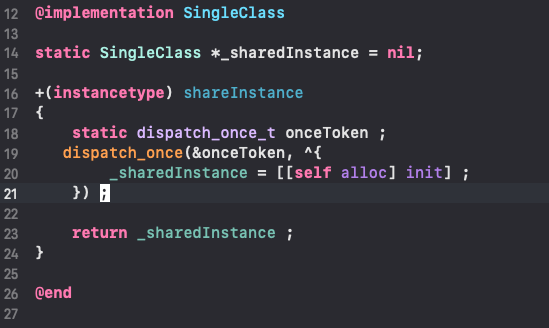 12 @implementation SingleClass
13
14 static SingleClass *_sharedInstance = nil;
15
16 +(instancetype) shareInstance
17 {
18     static dispatch_once_t onceToken ;
19    dispatch_once(&onceToken, ^{
20         _sharedInstance = [[self alloc] init] ;
21     }) ;
22
23     return _sharedInstance ;
24 }
25
26 @end
27